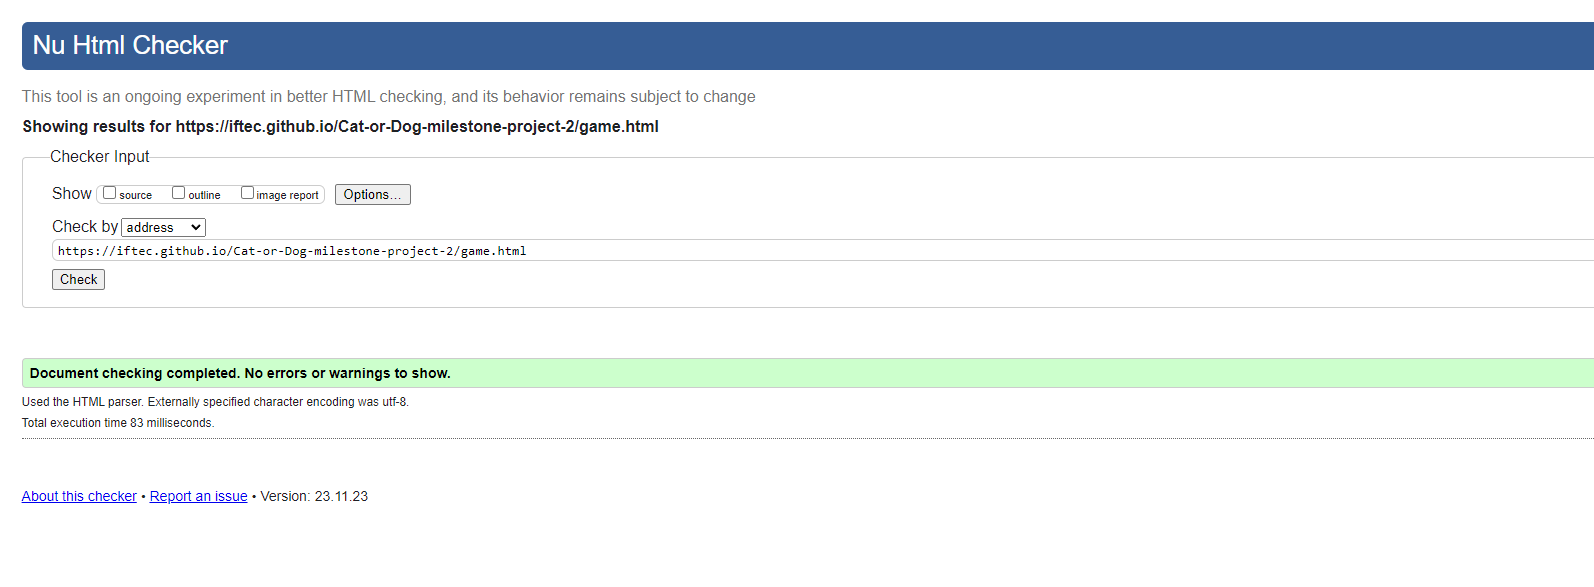 Nu Html Checker
This tool is an ongoing experiment in better HTML checking, and its behavior remains subject to change
Showing results for https://iftec.github.io/Cat-or-Dog-milestone-project-2/game.html
Checker Input
Show source outline image report Options...
Check by address
https://iftec.github.io/Cat-or-Dog-milestone-project-2/game.html
Check
Document checking completed. No errors or warnings to show.
Used the HTML parser. Externally specified character encoding was utf-8.
Total execution time 83 milliseconds.
About this checker • Report an issue • Version: 23.11.23